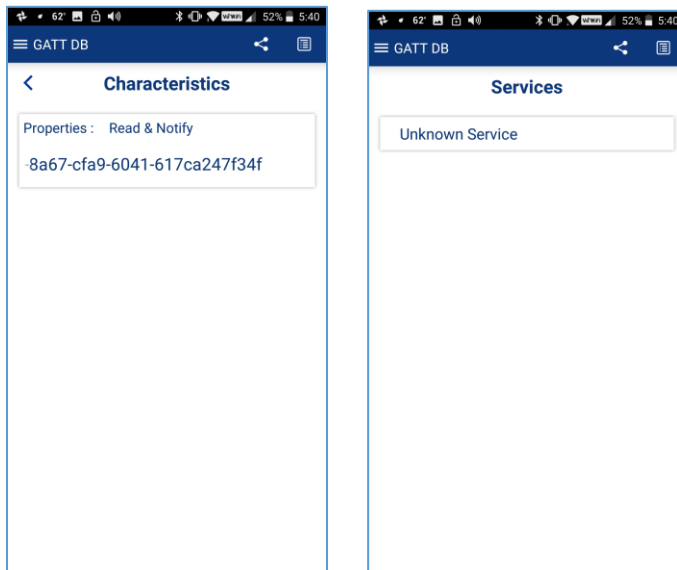 62° 52% 5:40
GATT DB
Characteristics
Properties : Read & Notify
-8a67-cfa9-6041-617ca247f34f
62° 52% 5:40
GATT DB
Services
Unknown Service